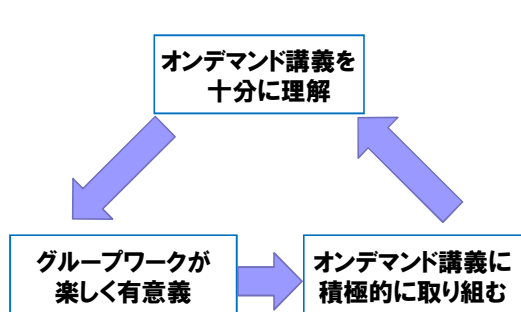 オンデマンド講義を
十分に理解
グループワークが
楽しく有意義
オンデマンド講義に
積極的に取り組む